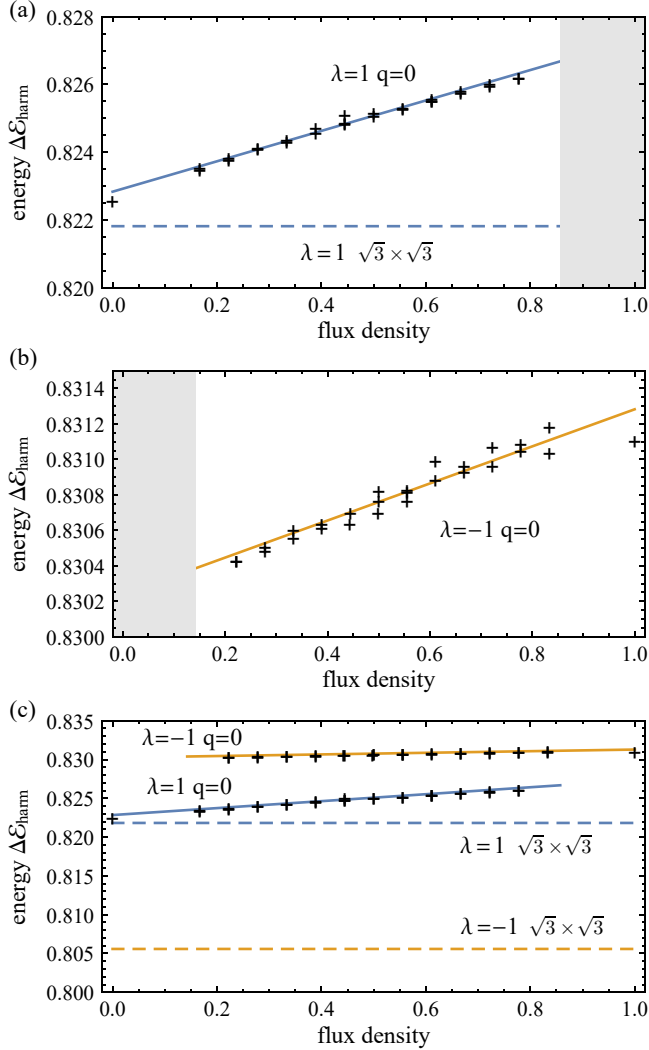 (a)
0.828
0.826
0.824
0.822
0.820
energy ΔℰHarm
λ=1 q=0
λ=1 √3×√3
0.0 0.2 0.4 0.6 0.8 1.0
flux density
(b)
0.8314
0.8312
0.8310
0.8308
0.8306
0.8304
0.8302
0.8300
energy Δℰharm
λ=−1 q=0
0.0 0.2 0.4 0.6 0.8 1.0
flux density
(c)
0.835
0.830
0.825
0.820
0.815
0.810
0.805
0.800
energy Δℰharm
λ=−1 q=0
λ=1 q=0
λ=1 √3×√3
λ=−1 √3×√3
0.0 0.2 0.4 0.6 0.8 1.0
flux density